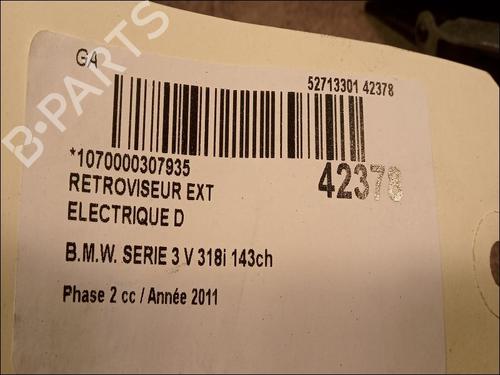 GA
52713301 42378
*1070000307935
42378
RETROVISEUR EXT
ELECTRIQUE D
B.M.W. SERIE 3 V 318i 143ch
Phase 2 cc / Année 2011
B-PARTS